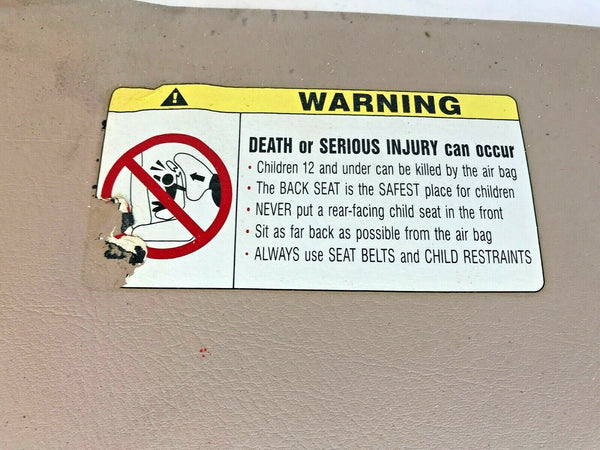 WARNING
DEATH or SERIOUS INJURY can occur
• Children 12 and under can be killed by the air bag
• The BACK SEAT is the SAFEST place for children
• NEVER put a rear-facing child seat in the front
• Sit as far back as possible from the air bag
• ALWAYS use SEAT BELTS and CHILD RESTRAINTS